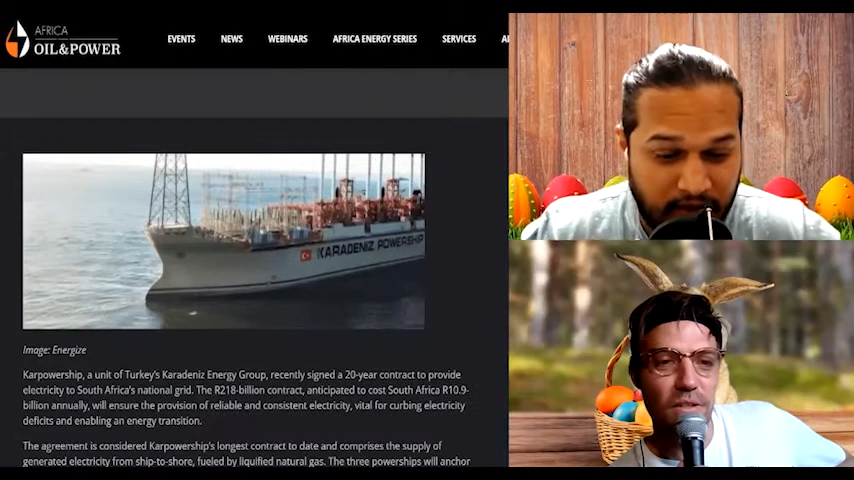 AFRICA
OIL&POWER
EVENTS NEWS WEBINARS AFRICA ENERGY SERIES SERVICES
KARADENIZ POWERSHIP
Image: Energize
Karpowership, a unit of Turkey's Karadeniz Energy Group, recently signed a 20-year contract to provide
electricity to South Africa's national grid. The R218-billion contract, anticipated to cost South Africa R10.9-
billion annually, will ensure the provision of reliable and consistent electricity, vital for curbing electricity
deficits and enabling an energy transition.
The agreement is considered Karpowership's longest contract to date and comprises the supply of
generated electricity from ship-to-shore, fueled by liquified natural gas. The three powerships will anchor